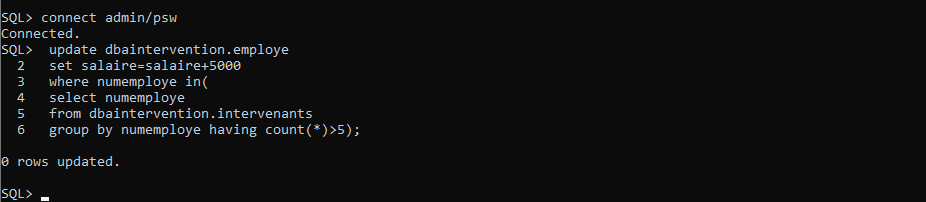 SQL> connect admin/psw
Connected.
SQL>  update dbaintervention.employe
  2   set salaire=salaire+5000
  3   where numemploye in(
  4   select numemploye
  5   from dbaintervention.intervenants
  6   group by numemploye having count(*)>5);
0 rows updated.
SQL>